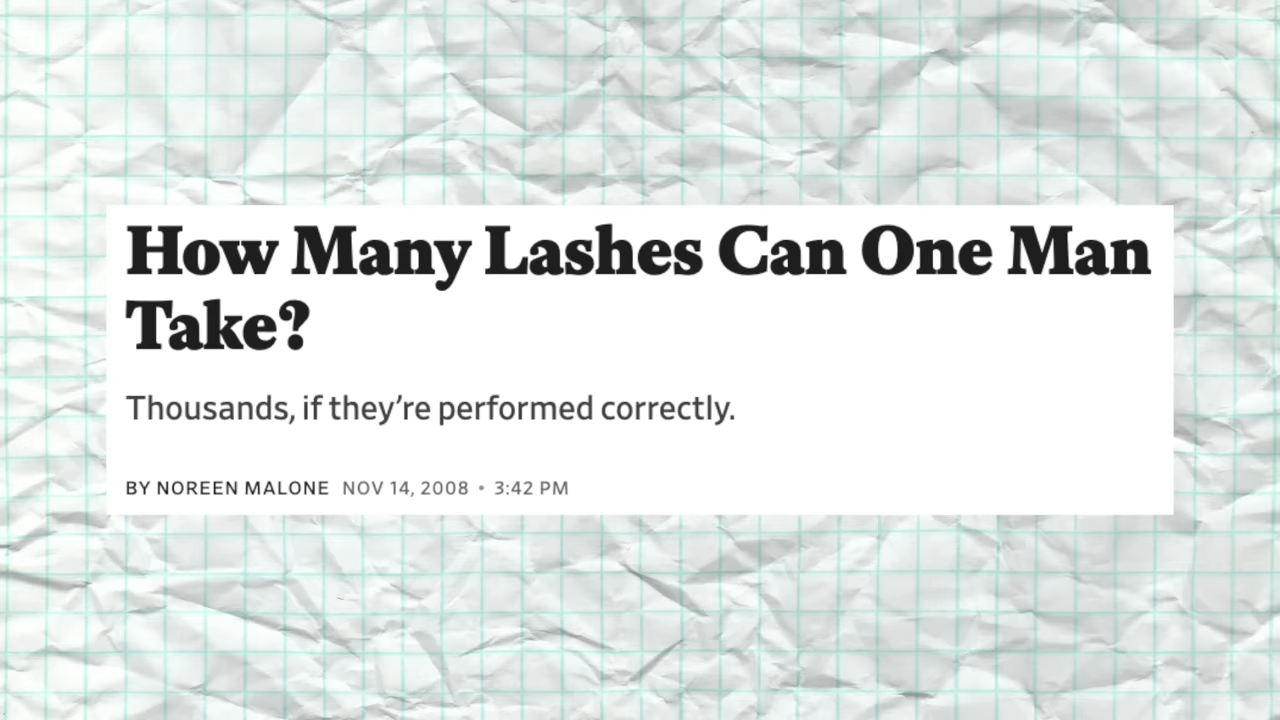 How Many Lashes Can One Man
Take?
Thousands, if they’re performed correctly.
BY NOREEN MALONE NOV 14, 2008 • 3:42 PM